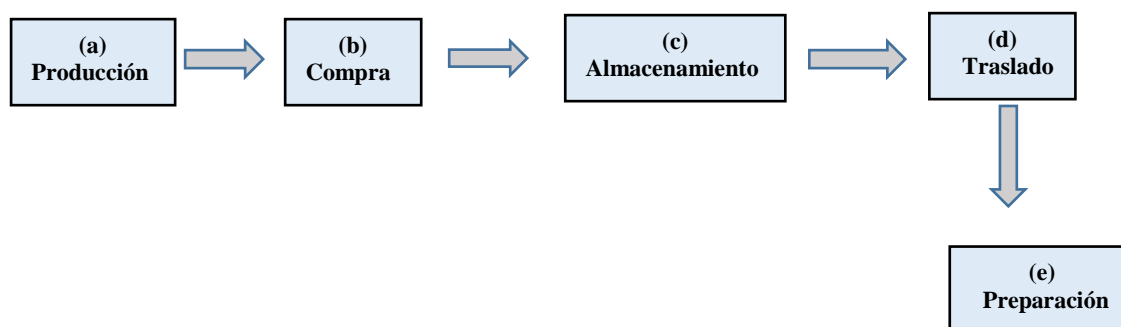 (a)
Producción
(b)
Compra
(c)
Almacenamiento
(d)
Traslado
(e)
Preparación